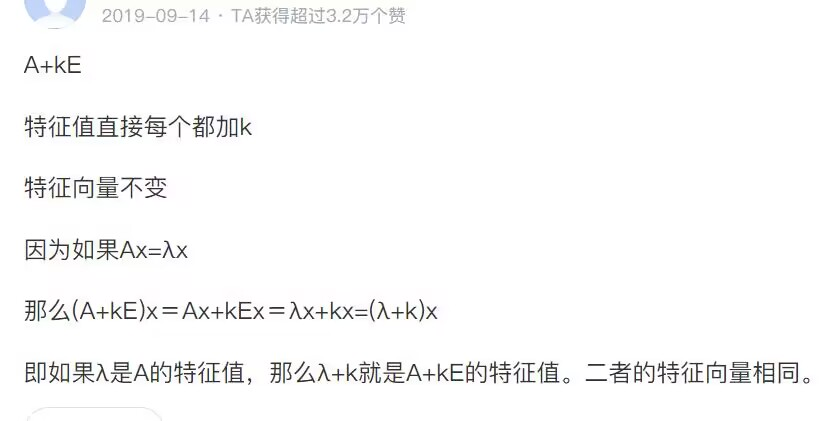 2019-09-14 · TA获得超过3.2万个赞
A+kE
特征值直接每个都加k
特征向量不变
因为如果Ax=λx
那么(A+kE)x＝Ax+kEx＝λx+kx=(λ+k)x
即如果λ是A的特征值，那么λ+k就是A+kE的特征值。二者的特征向量相同。